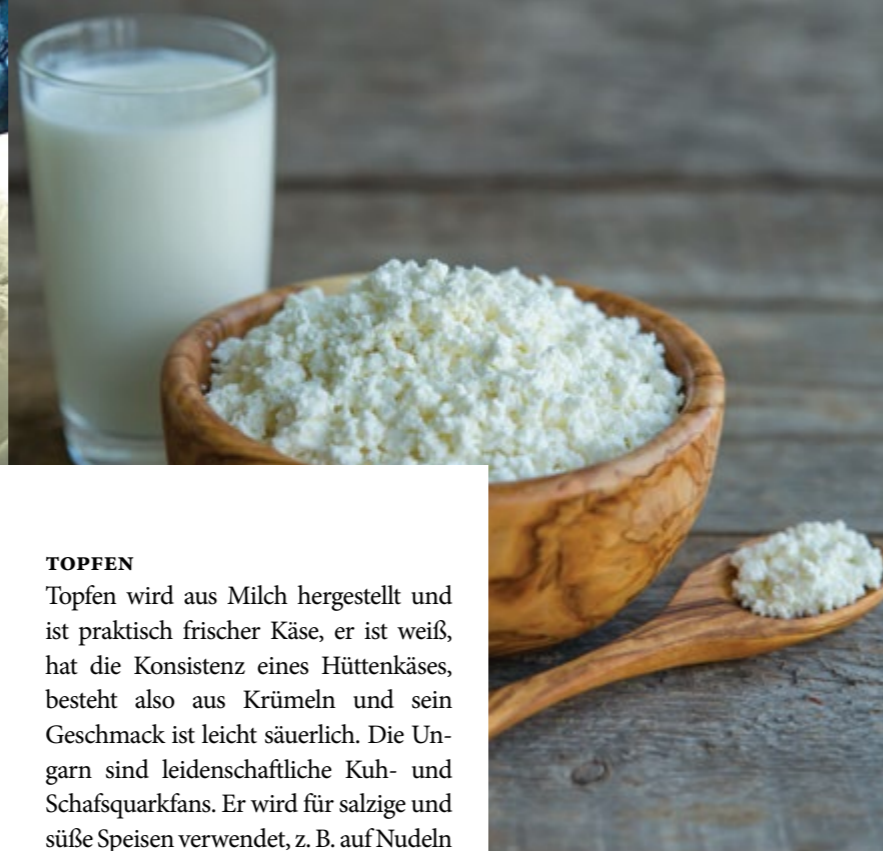 TOPFEN
Topfen wird aus Milch hergestellt und
ist praktisch frischer Käse, er ist weiß,
hat die Konsistenz eines Hüttenkäses,
besteht also aus Krümeln und sein
Geschmack ist leicht säuerlich. Die Un-
garn sind leidenschaftliche Kuh- und
Schafsquarkfans. Er wird für salzige und
süße Speisen verwendet, z. B. auf Nudeln